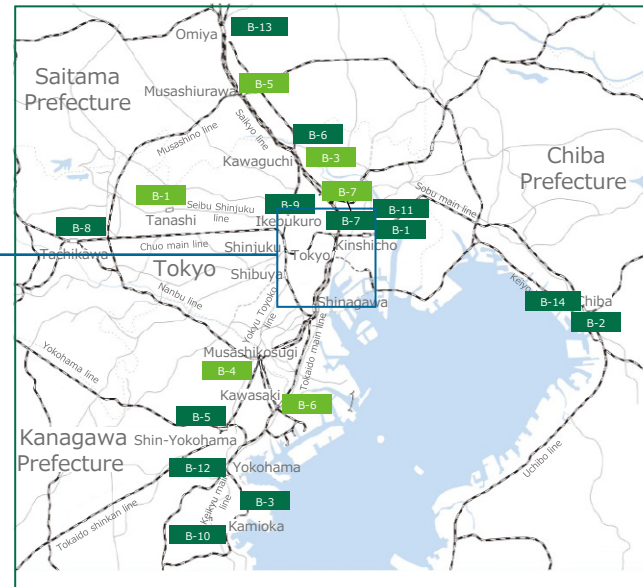 Omiya
B-13
Saitama
Prefecture
Musashiurawa
B-5
Saikyo line
Musashino line
B-6
Kawaguchi
B-3
Chiba
Prefecture
B-1
Seibu Shinjuku
line
Tanashi
B-7
B-9
Ikebukuro
B-7
B-11
B-1
Sobu main line
B-8
Tachikawa
Chuo main line
Shinjuku
Tokyo
Kinshicho
Tokyo
Shibuya
Nanbu line
Yokyu Toyoko
line
Shinagawa
Keiyo
B-14
Chiba
B-2
Yokohama line
Musashikosugi
Tokaido main line
B-4
Kawasaki
B-6
B-5
Kanagawa
Prefecture
Shin-Yokohama
B-12
Yokohama
Keikyu main
line
Uchibo line
Tokaido shinkan line
B-3
Kamioka
B-10